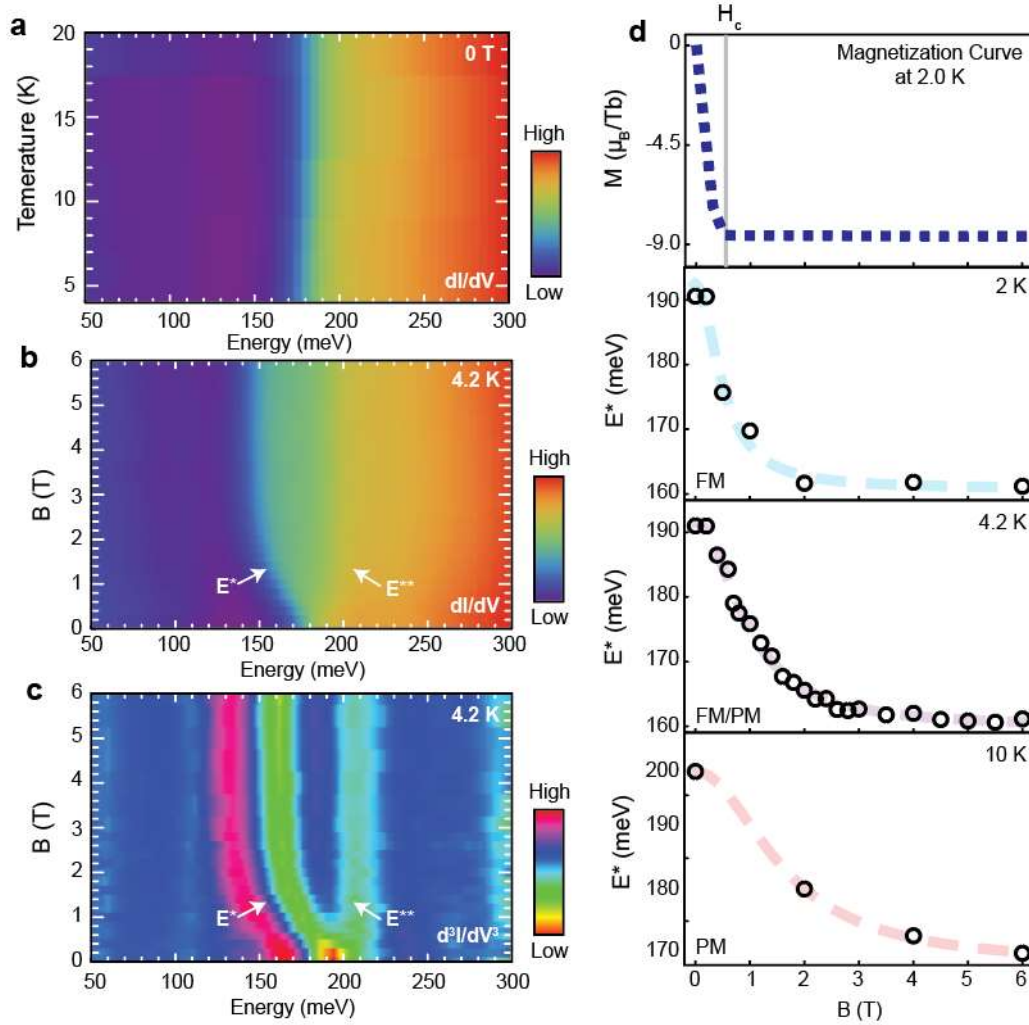 a
0 T
Temerature (K)
20
15
10
5
dI/dV
50 100 150 200 250 300
Energy (meV)
High
Low
b
4.2 K
B (T)
6
5
4
3
2
1
0
E*
E**
dI/dV
50 100 150 200 250 300
Energy (meV)
High
Low
c
4.2 K
B (T)
6
5
4
3
2
1
0
E*
E**
d³I/dV³
50 100 150 200 250 300
Energy (meV)
High
Low
d
Hc
Magnetization Curve
at 2.0 K
M (μB/Tb)
0
-4.5
-9.0
2 K
E* (meV)
190
180
170
160
FM
4.2 K
E* (meV)
190
180
170
160
FM/PM
10 K
E* (meV)
200
190
180
170
PM
0 1 2 3 4 5 6
B (T)